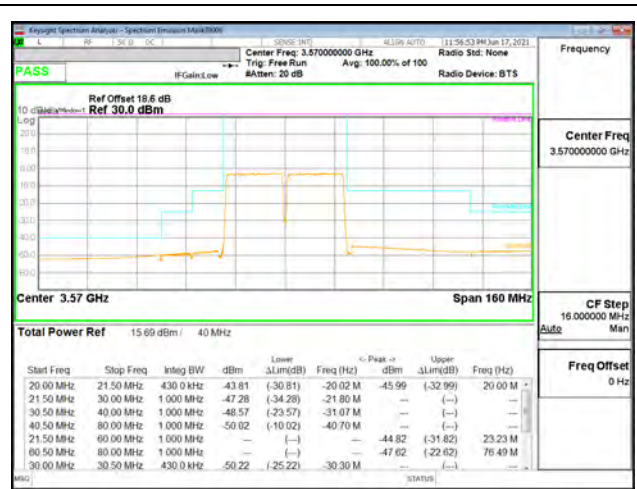 Keysight Spectrum Analyzer - Spectrum Emission Mask
L RF 50 Ω DC SENSE:INT ALIGN AUTO 11:56:53 PM Jun 17, 2021
Center Freq: 3.570000000 GHz Radio Std: None
Trig: Free Run Avg: 100.00% of 100
PASS IFGain:Low #Atten: 20 dB Radio Device: BTS
Ref Offset 18.6 dB
10 dB Ref 30.0 dBm
Log
20.0
10.0
0.00
Center 3.57 GHz Span 160 MHz
Total Power Ref 15.69 dBm / 40 MHz
Lower <- Peak -> Upper
Start Freq Stop Freq Integ BW dBm ΔLim(dB) Freq (Hz) dBm ΔLim(dB) Freq (Hz)
20.00 MHz 21.50 MHz 430.0 kHz -43.81 (-30.81) -20.02 M -45.99 (-32.99) 20.00 M
21.50 MHz 30.00 MHz 1.000 MHz -47.28 (-34.28) -21.80 M --- (---) ---
30.50 MHz 40.00 MHz 1.000 MHz -48.57 (-23.57) -31.07 M --- (---) ---
40.50 MHz 80.00 MHz 1.000 MHz -50.02 (-10.02) -40.70 M --- (---) ---
21.50 MHz 60.00 MHz 1.000 MHz --- (---) --- -44.82 (-31.82) 23.23 M
60.50 MHz 80.00 MHz 1.000 MHz --- (---) --- -47.62 (-22.62) 76.49 M
30.00 MHz 30.50 MHz 430.0 kHz -50.22 (-25.22) -30.30 M --- (---) ---
MSG STATUS
Frequency
Center Freq
3.570000000 GHz
CF Step
16.000000 MHz
Auto Man
Freq Offset
0 Hz